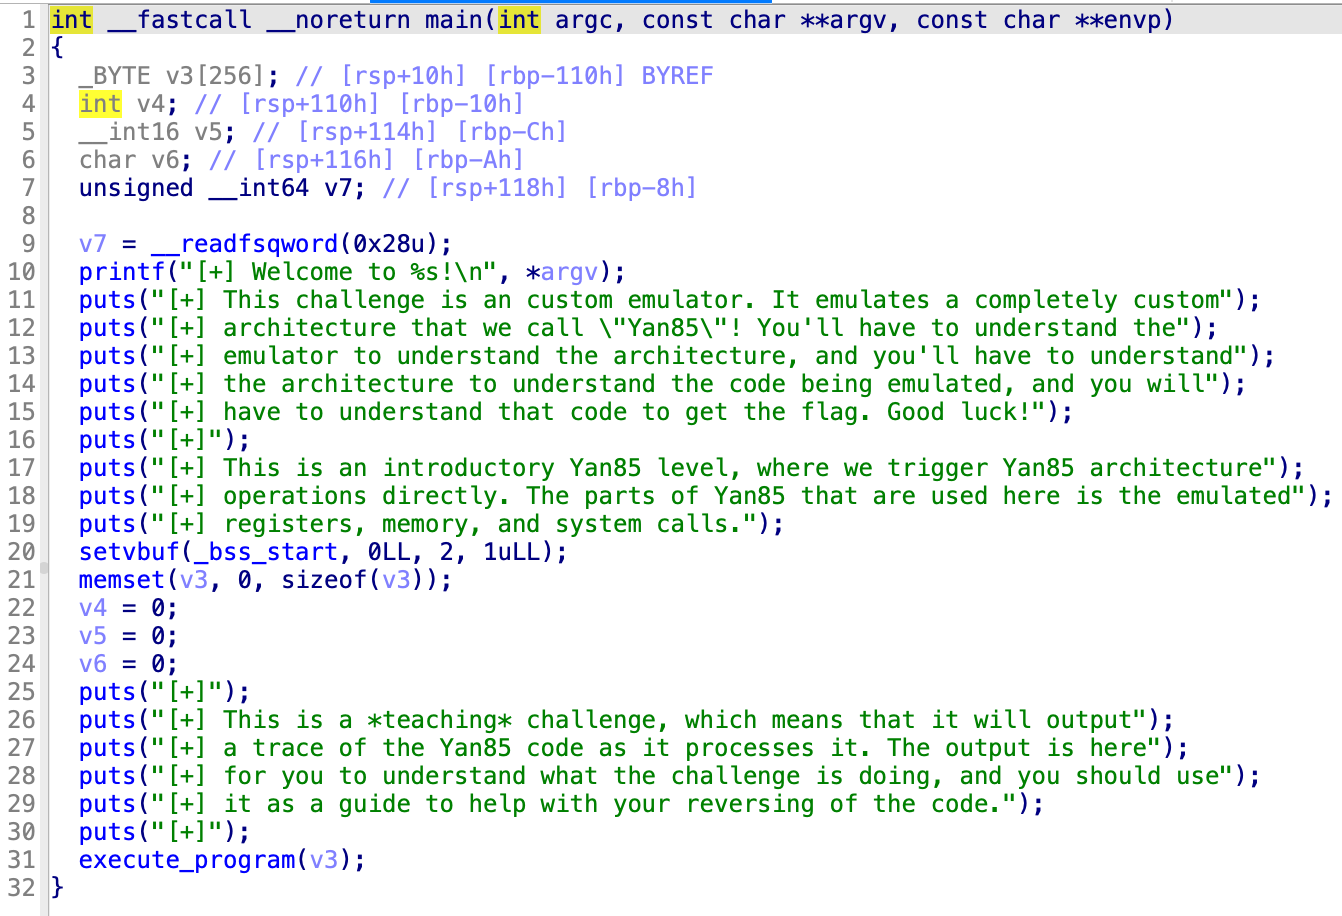 1 int __fastcall __noreturn main(int argc, const char **argv, const char **envp)
2 {
3 _BYTE v3[256]; // [rsp+10h] [rbp-110h] BYREF
4 int v4; // [rsp+110h] [rbp-10h]
5 __int16 v5; // [rsp+114h] [rbp-Ch]
6 char v6; // [rsp+116h] [rbp-Ah]
7 unsigned __int64 v7; // [rsp+118h] [rbp-8h]
8
9 v7 = __readfsqword(0x28u);
10 printf("[+] Welcome to %s!\n", *argv);
11 puts("[+] This challenge is an custom emulator. It emulates a completely custom");
12 puts("[+] architecture that we call \"Yan85\"! You'll have to understand the");
13 puts("[+] emulator to understand the architecture, and you'll have to understand");
14 puts("[+] the architecture to understand the code being emulated, and you will");
15 puts("[+] have to understand that code to get the flag. Good luck!");
16 puts("[+]");
17 puts("[+] This is an introductory Yan85 level, where we trigger Yan85 architecture");
18 puts("[+] operations directly. The parts of Yan85 that are used here is the emulated");
19 puts("[+] registers, memory, and system calls.");
20 setvbuf(_bss_start, 0LL, 2, 1uLL);
21 memset(v3, 0, sizeof(v3));
22 v4 = 0;
23 v5 = 0;
24 v6 = 0;
25 puts("[+]");
26 puts("[+] This is a *teaching* challenge, which means that it will output");
27 puts("[+] a trace of the Yan85 code as it processes it. The output is here");
28 puts("[+] for you to understand what the challenge is doing, and you should use");
29 puts("[+] it as a guide to help with your reversing of the code.");
30 puts("[+]");
31 execute_program(v3);
32 }